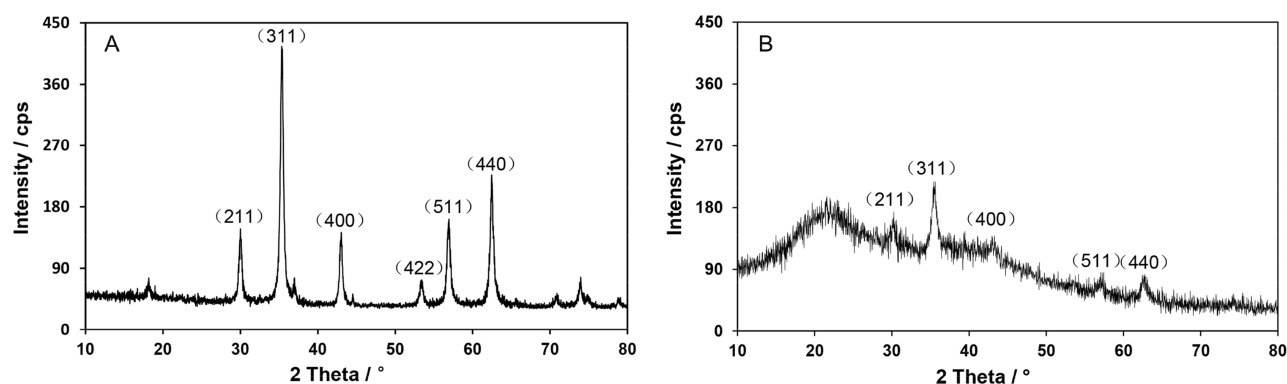 A
Intensity / cps
450
360
270
180
90
0
（211）
（311）
（400）
（422）
（511）
（440）
10 20 30 40 50 60 70 80
2 Theta / °
B
Intensity / cps
450
360
270
180
90
0
（211）
（311）
（400）
（511）
（440）
10 20 30 40 50 60 70 80
2 Theta / °